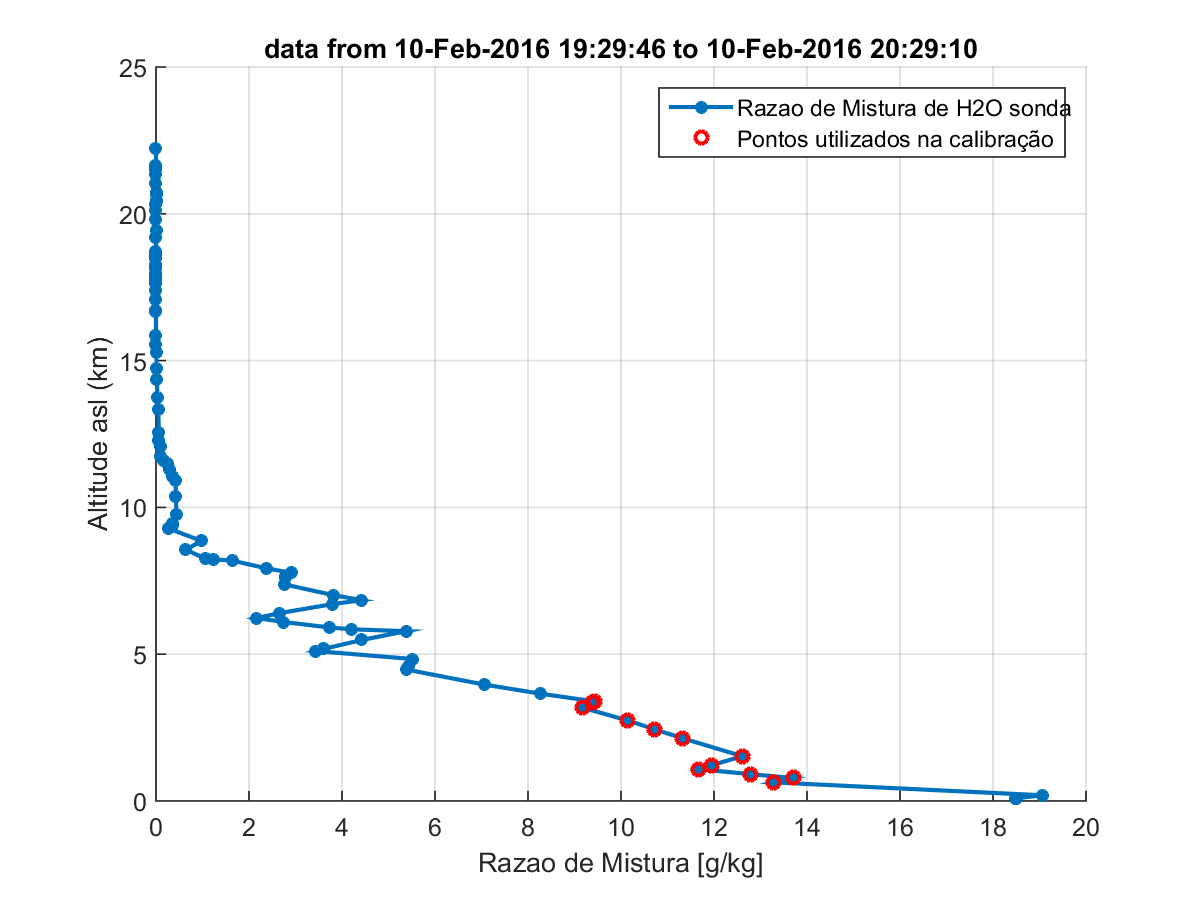 data from 10-Feb-2016 19:29:46 to 10-Feb-2016 20:29:10
25
Razao de Mistura de H2O sonda
Pontos utilizados na calibração
20
15
10
5
0
Altitude asl (km)
0 2 4 6 8 10 12 14 16 18 20
Razao de Mistura [g/kg]